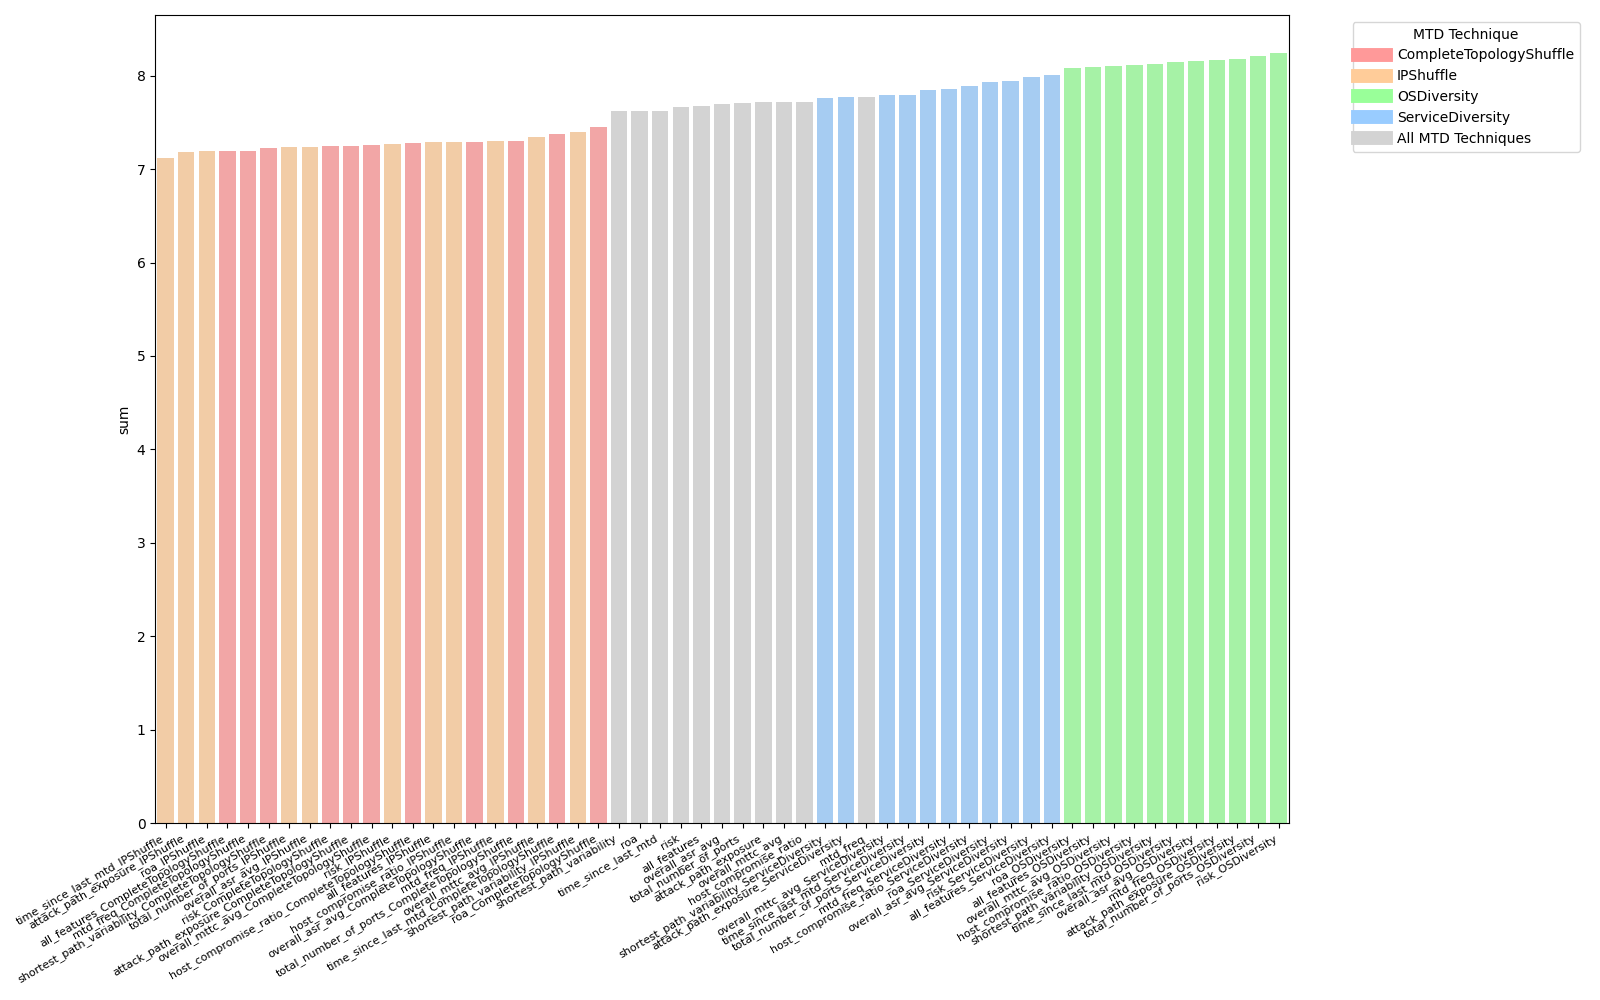 MTD Technique
CompleteTopologyShuffle
IPShuffle
OSDiversity
ServiceDiversity
All MTD Techniques
sum
8
7
6
5
4
3
2
1
0
time_since_last_mtd_IPShuffle
attack_path_exposure_IPShuffle
roa_IPShuffle
all_features_CompleteTopologyShuffle
mtd_freq_CompleteTopologyShuffle
shortest_path_variability_CompleteTopologyShuffle
total_number_of_ports_IPShuffle
overall_asr_avg_IPShuffle
risk_CompleteTopologyShuffle
attack_path_exposure_CompleteTopologyShuffle
overall_mttc_avg_CompleteTopologyShuffle
risk_IPShuffle
host_compromise_ratio_CompleteTopologyShuffle
all_features_IPShuffle
host_compromise_ratio_IPShuffle
overall_asr_avg_CompleteTopologyShuffle
mtd_freq_IPShuffle
total_number_of_ports_CompleteTopologyShuffle
overall_mttc_avg_IPShuffle
time_since_last_mtd_CompleteTopologyShuffle
shortest_path_variability_IPShuffle
roa_CompleteTopologyShuffle
shortest_path_variability
roa
time_since_last_mtd
risk
all_features
overall_asr_avg
total_number_of_ports
attack_path_exposure
overall_mttc_avg
host_compromise_ratio
shortest_path_variability_ServiceDiversity
attack_path_exposure_ServiceDiversity
mtd_freq
overall_mttc_avg_ServiceDiversity
time_since_last_mtd_ServiceDiversity
total_number_of_ports_ServiceDiversity
mtd_freq_ServiceDiversity
host_compromise_ratio_ServiceDiversity
roa_ServiceDiversity
overall_asr_avg_ServiceDiversity
risk_ServiceDiversity
all_features_ServiceDiversity
roa_OSDiversity
all_features_OSDiversity
overall_mttc_avg_OSDiversity
host_compromise_ratio_OSDiversity
shortest_path_variability_OSDiversity
time_since_last_mtd_OSDiversity
overall_asr_avg_OSDiversity
mtd_freq_OSDiversity
attack_path_exposure_OSDiversity
total_number_of_ports_OSDiversity
risk_OSDiversity